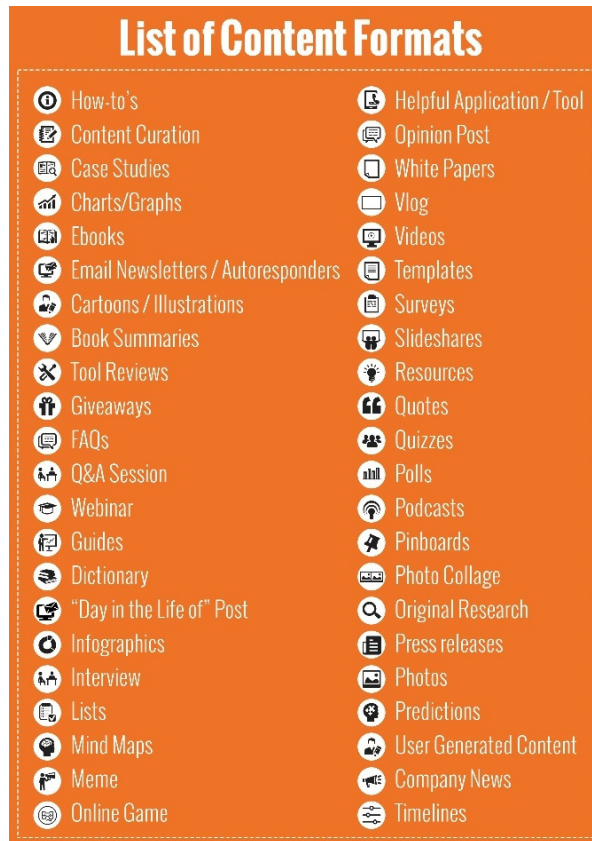 List of Content Formats
How-to's
Content Curation
Case Studies
Charts/Graphs
Ebooks
Email Newsletters / Autoresponders
Cartoons / Illustrations
Book Summaries
Tool Reviews
Giveaways
FAQs
Q&A Session
Webinar
Guides
Dictionary
"Day in the Life of" Post
Infographics
Interview
Lists
Mind Maps
Meme
Online Game
Helpful Application / Tool
Opinion Post
White Papers
Vlog
Videos
Templates
Surveys
Slideshares
Resources
Quotes
Quizzes
Polls
Podcasts
Pinboards
Photo Collage
Original Research
Press releases
Photos
Predictions
User Generated Content
Company News
Timelines